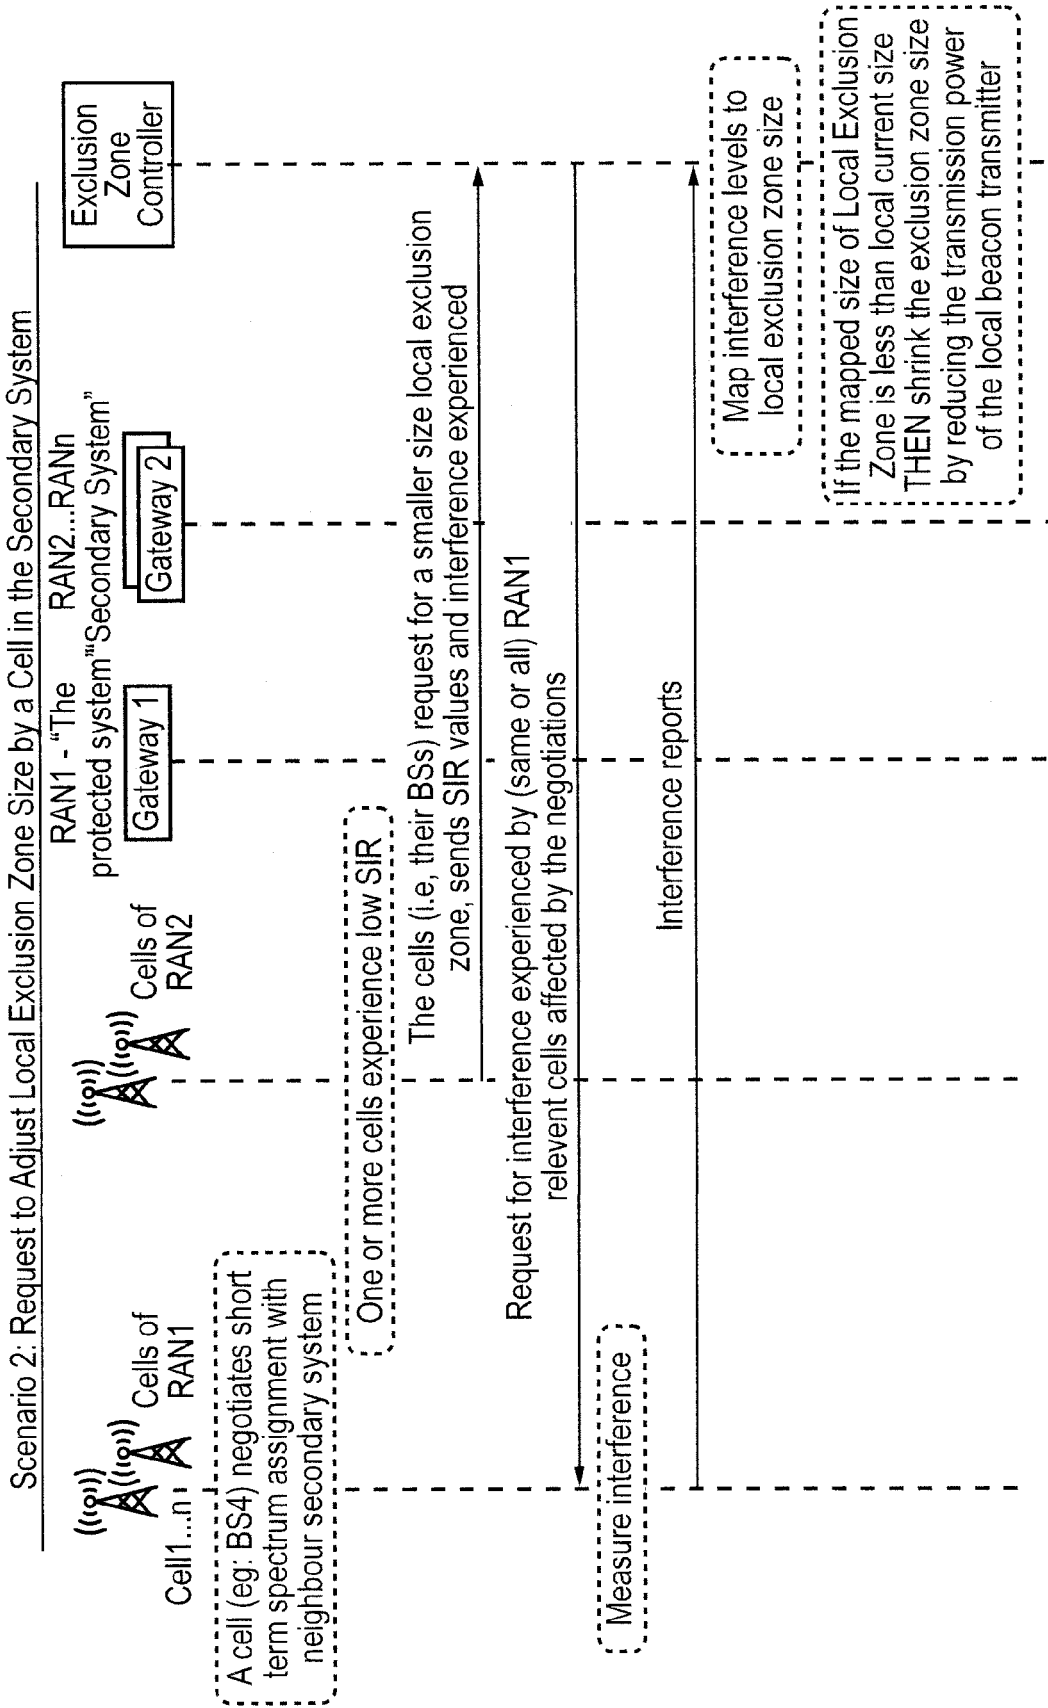 Scenario 2: Request to Adjust Local Exclusion Zone Size by a Cell in the Secondary System
Cell1...n
Cells of
RAN1
Cells of
RAN2
RAN1 - "The
protected system"
Gateway 1
RAN2...RANn
"Secondary System"
Gateway 2
Exclusion
Zone
Controller
A cell (eg: BS4) negotiates short
term spectrum assignment with
neighbour secondary system
One or more cells experience low SIR
The cells (i.e, their BSs) request for a smaller size local exclusion
zone, sends SIR values and interference experienced
Request for interference experienced by (same or all) RAN1
relevent cells affected by the negotiations
Measure interference
Interference reports
Map interference levels to
local exclusion zone size
If the mapped size of Local Exclusion
Zone is less than local current size
THEN shrink the exclusion zone size
by reducing the transmission power
of the local beacon transmitter